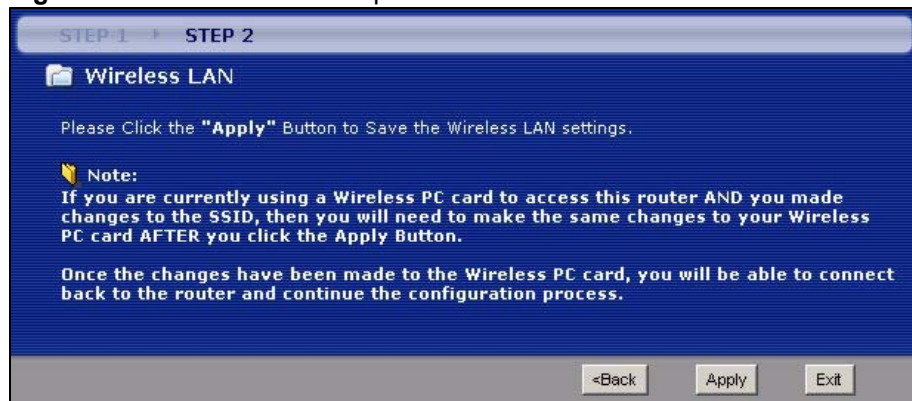 STEP 1 STEP 2
Wireless LAN
Please Click the "Apply" Button to Save the Wireless LAN settings.
Note:
If you are currently using a Wireless PC card to access this router AND you made
changes to the SSID, then you will need to make the same changes to your Wireless
PC card AFTER you click the Apply Button.
Once the changes have been made to the Wireless PC card, you will be able to connect
back to the router and continue the configuration process.
<Back Apply Exit